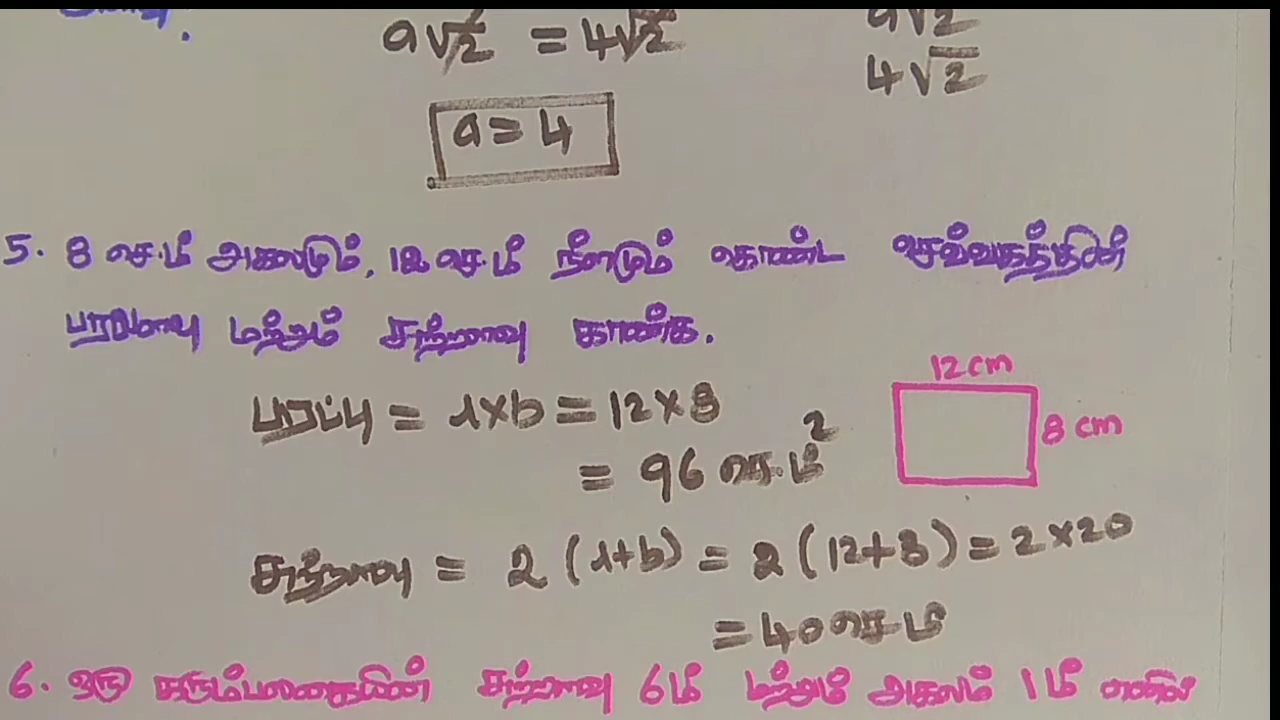 a√2 = 4√2
a√2
4√2
a = 4
5. 8 செ.மீ அகலமும், 12 செ.மீ நீளமும் கொண்ட செவ்வகத்தின்
பரப்பளவு மற்றும் சுற்றளவு காண்க.
12 cm
பரப்பு = l×b = 12×8
8 cm
= 96 செ.மீ²
சுற்றளவு = 2 (l+b) = 2 (12+8) = 2×20
= 40 செ.மீ
6. ஒரு கரும்பலகையின் சுற்றளவு 6மீ மற்றும் அகலம் 1மீ எனில்